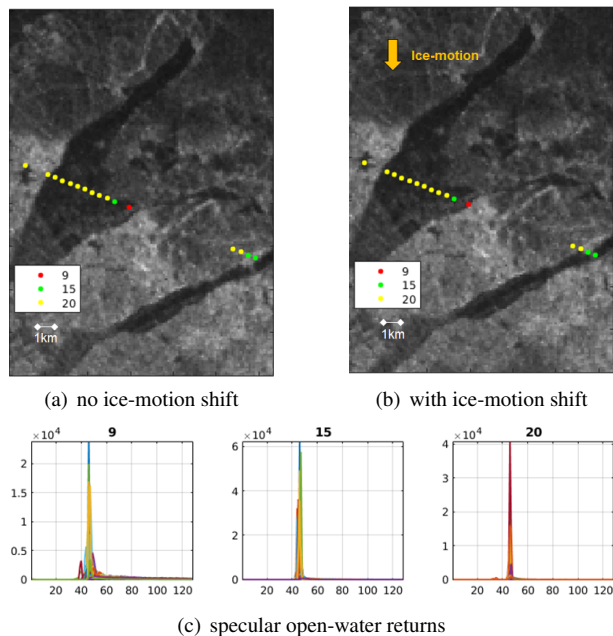 Ice-motion
9
15
20
1km
9
15
20
1km
(a) no ice-motion shift
(b) with ice-motion shift
×10⁴ 9
2
1.5
1
0.5
0
0 20 40 60 80 100 120
×10⁴ 15
6
4
2
0
0 20 40 60 80 100 120
×10⁴ 20
4
3
2
1
0
0 20 40 60 80 100 120
(c) specular open-water returns